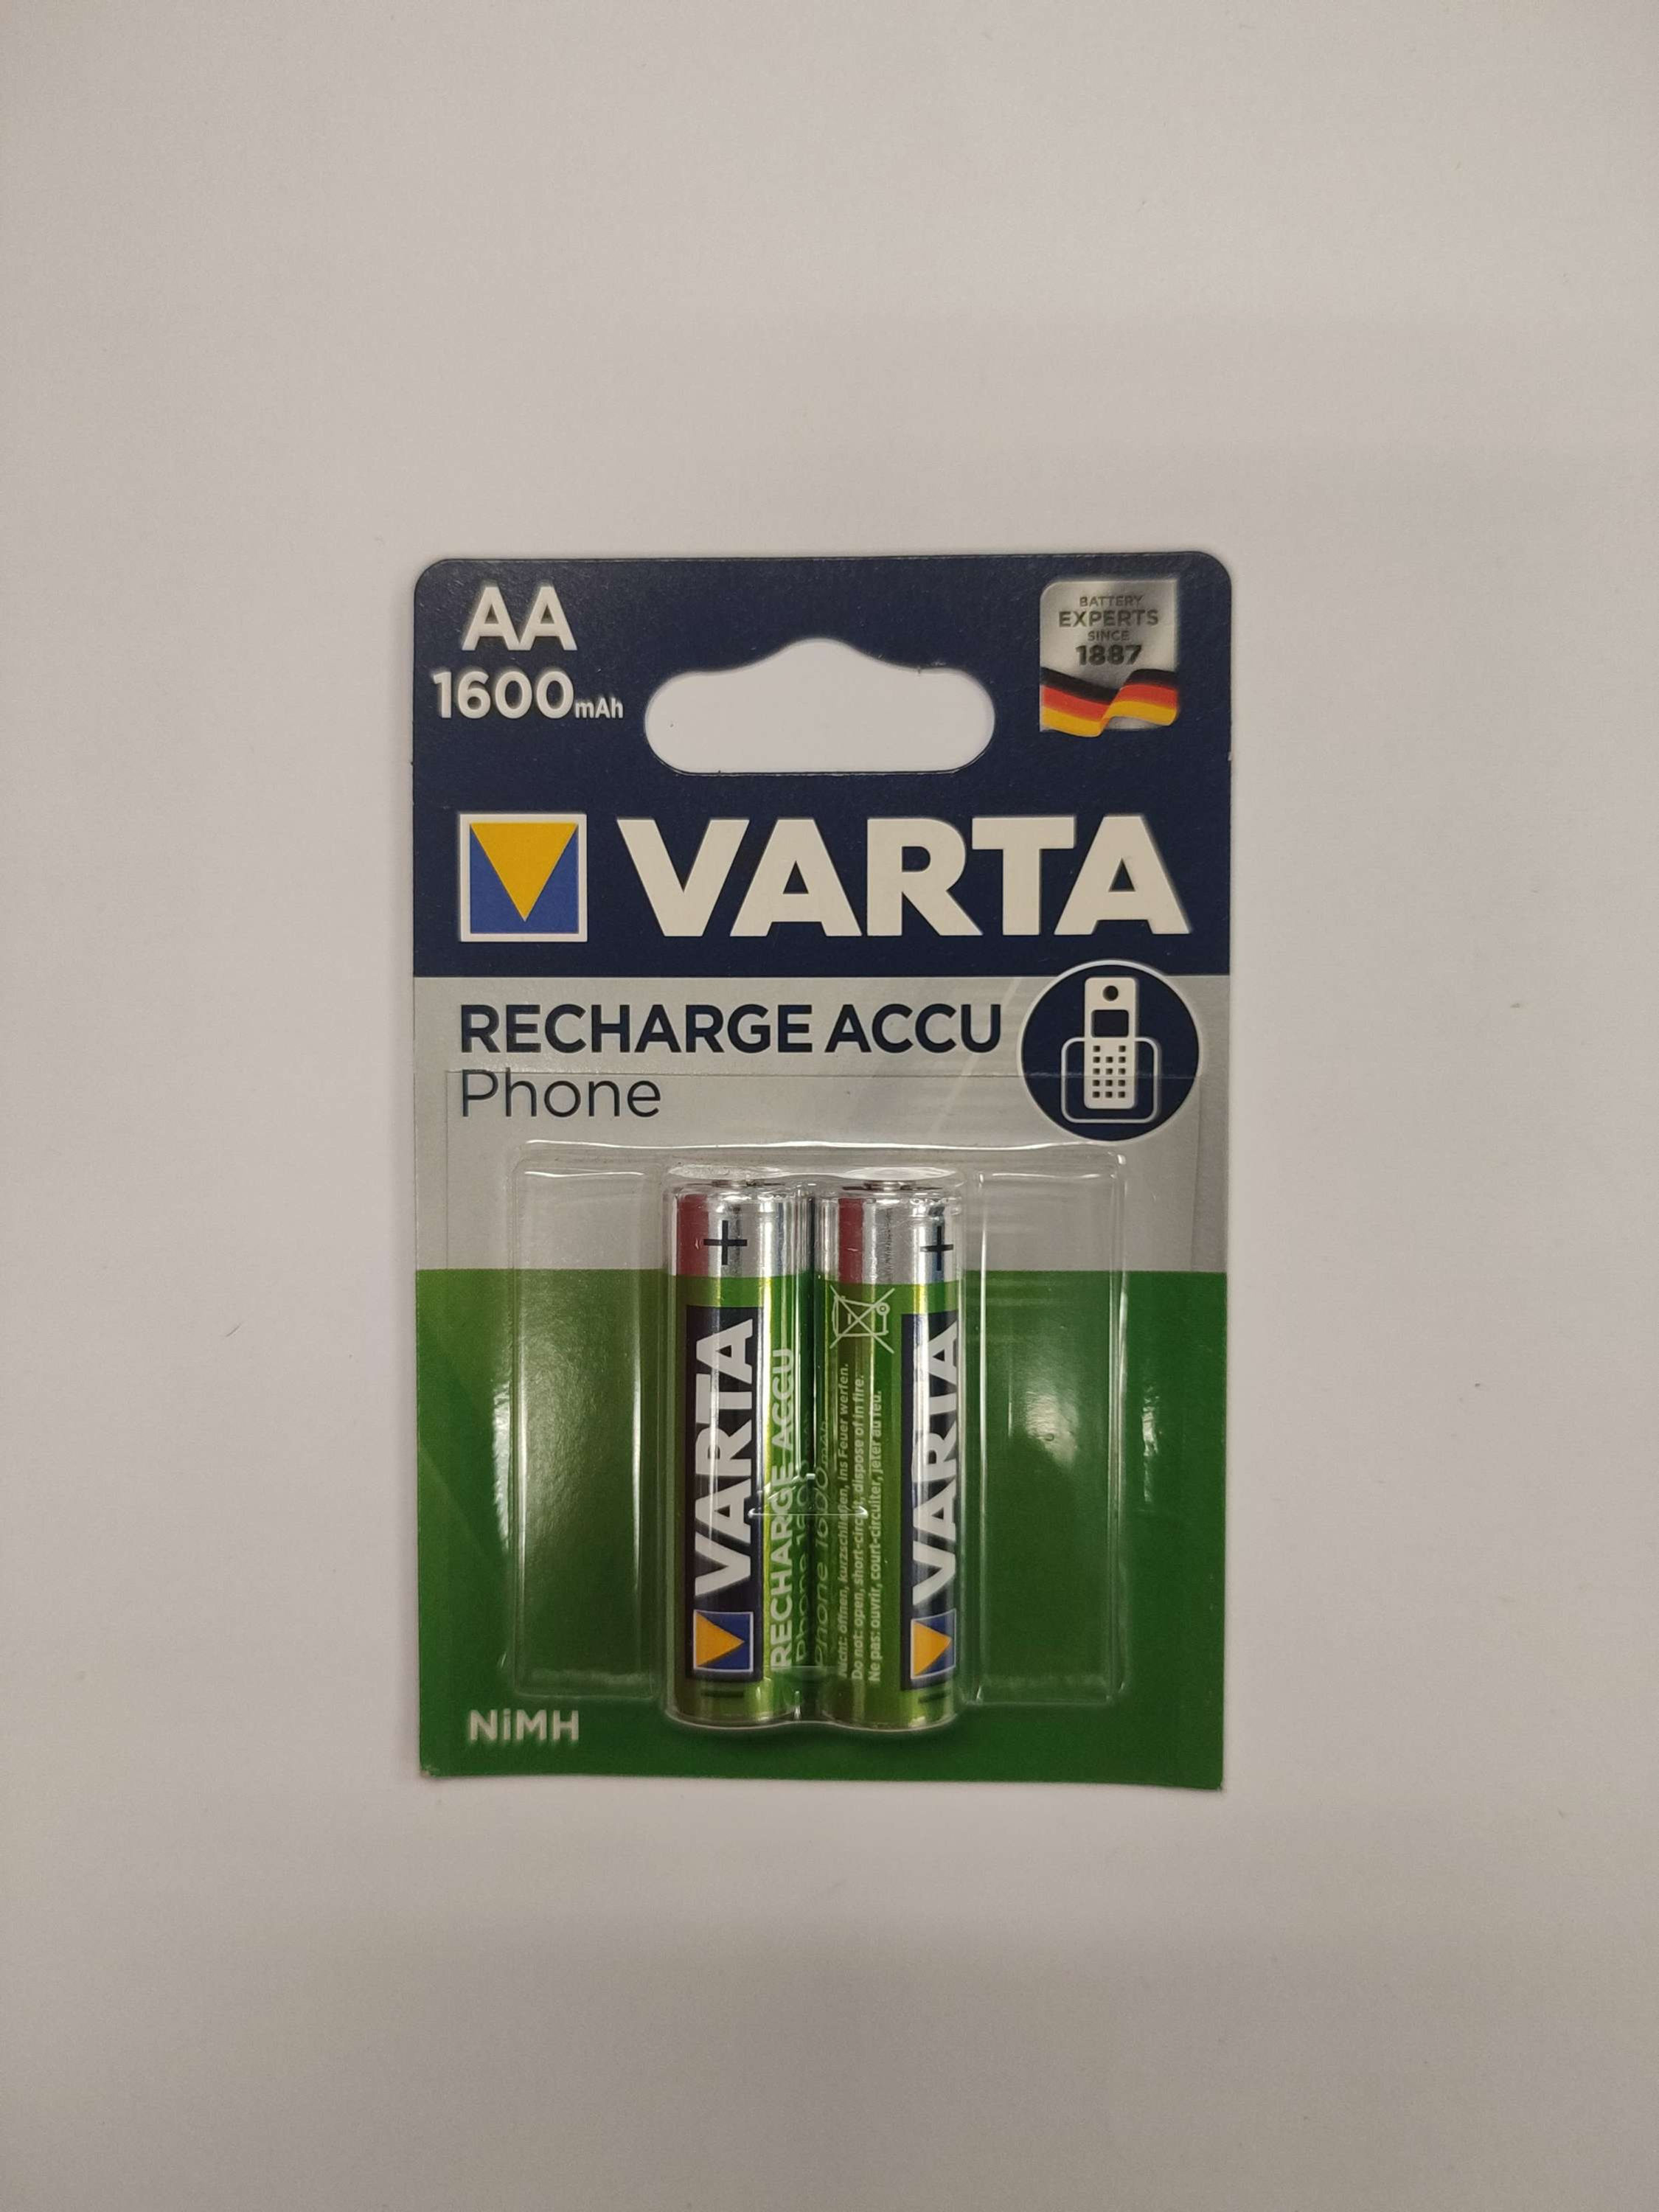 AA
1600mAh
BATTERY
EXPERTS
SINCE
1887
VARTA
RECHARGE ACCU
Phone
+
VARTA
RECHARGE ACCU
Phone 1600mAh
+
Nicht: öffnen, kurzschließen, ins Feuer werfen.
Do not: open, short-circuit, dispose of in fire.
Ne pas: ouvrir, court-circuiter, jeter au feu.
VARTA
NiMH